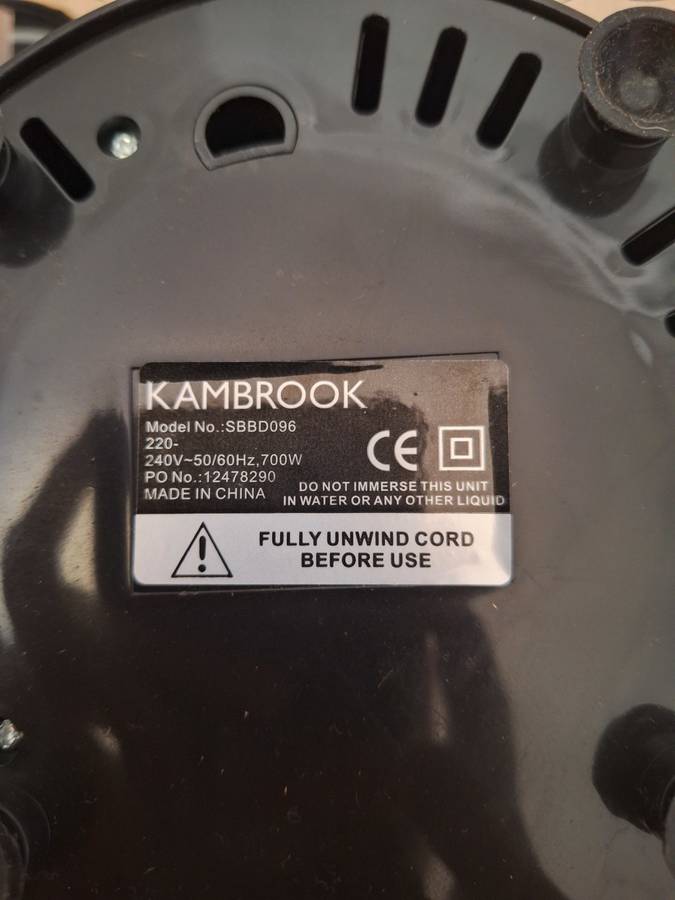 KAMBROOK
Model No.:SBBD096
220-
240V~50/60Hz,700W
PO No.:12478290
MADE IN CHINA
CE
DO NOT IMMERSE THIS UNIT
IN WATER OR ANY OTHER LIQUID
! FULLY UNWIND CORD
BEFORE USE